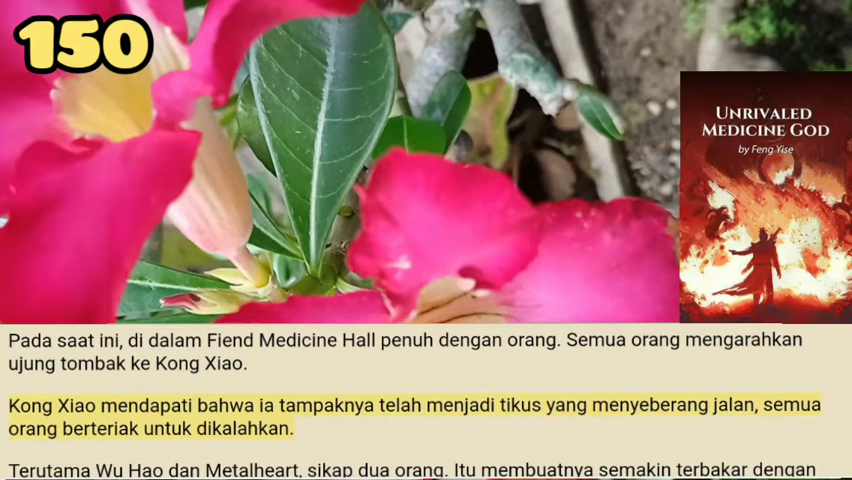 150
UNRIVALED
MEDICINE GOD
by Feng Yise
Pada saat ini, di dalam Fiend Medicine Hall penuh dengan orang. Semua orang mengarahkan
ujung tombak ke Kong Xiao.
Kong Xiao mendapati bahwa ia tampaknya telah menjadi tikus yang menyeberang jalan, semua
orang berteriak untuk dikalahkan.
Terutama Wu Hao dan Metalheart, sikap dua orang. Itu membuatnya semakin terbakar dengan